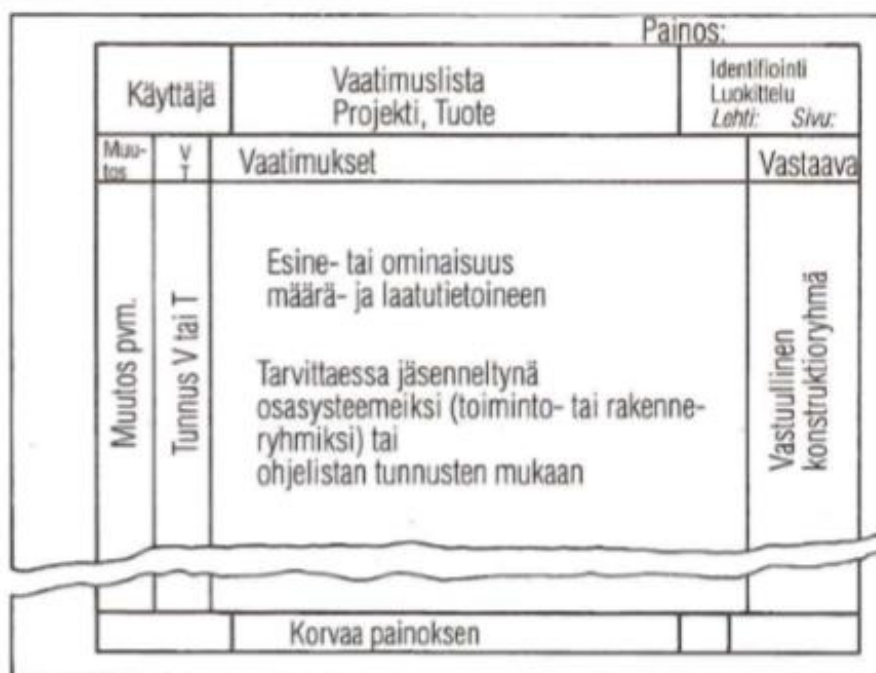 Painos:
Käyttäjä
Vaatimuslista
Projekti, Tuote
Identifiointi
Luokittelu
Lehti: Sivu:
Muu-
tos
V
T
Vaatimukset
Vastaava
Muutos pvm.
Tunnus V tai T
Esine- tai ominaisuus
määrä- ja laatutietoineen
Tarvittaessa jäsenneltynä
osasysteemeiksi (toiminto- tai rakenne-
ryhmiksi) tai
ohjelistan tunnusten mukaan
Vastuullinen
konstruktioryhmä
Korvaa painoksen